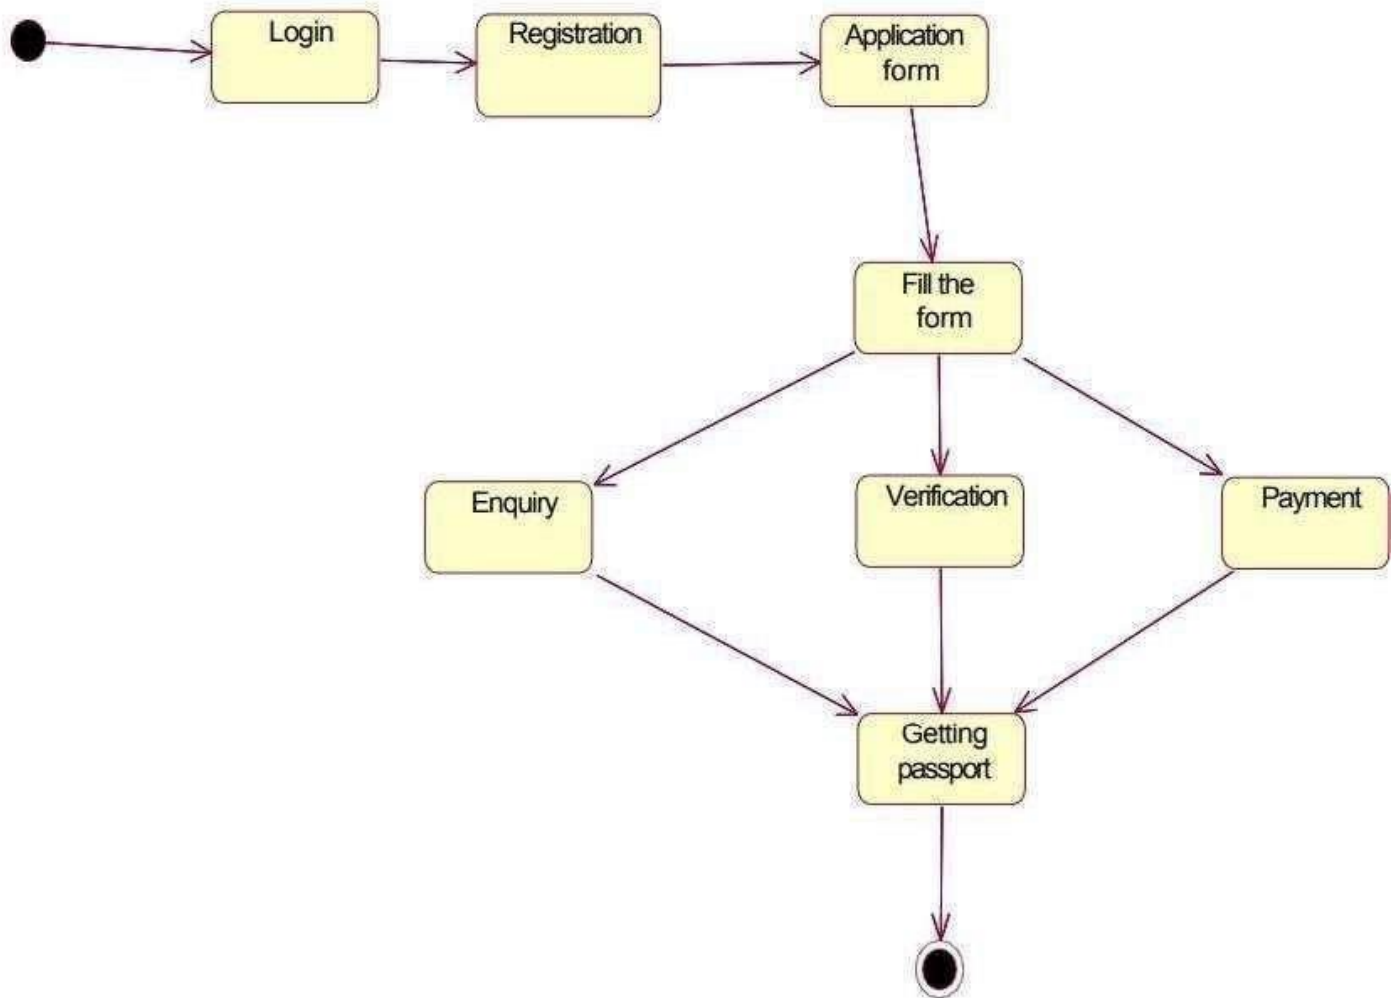 Login
Registration
Application
form
Fill the
form
Enquiry
Verification
Payment
Getting
passport